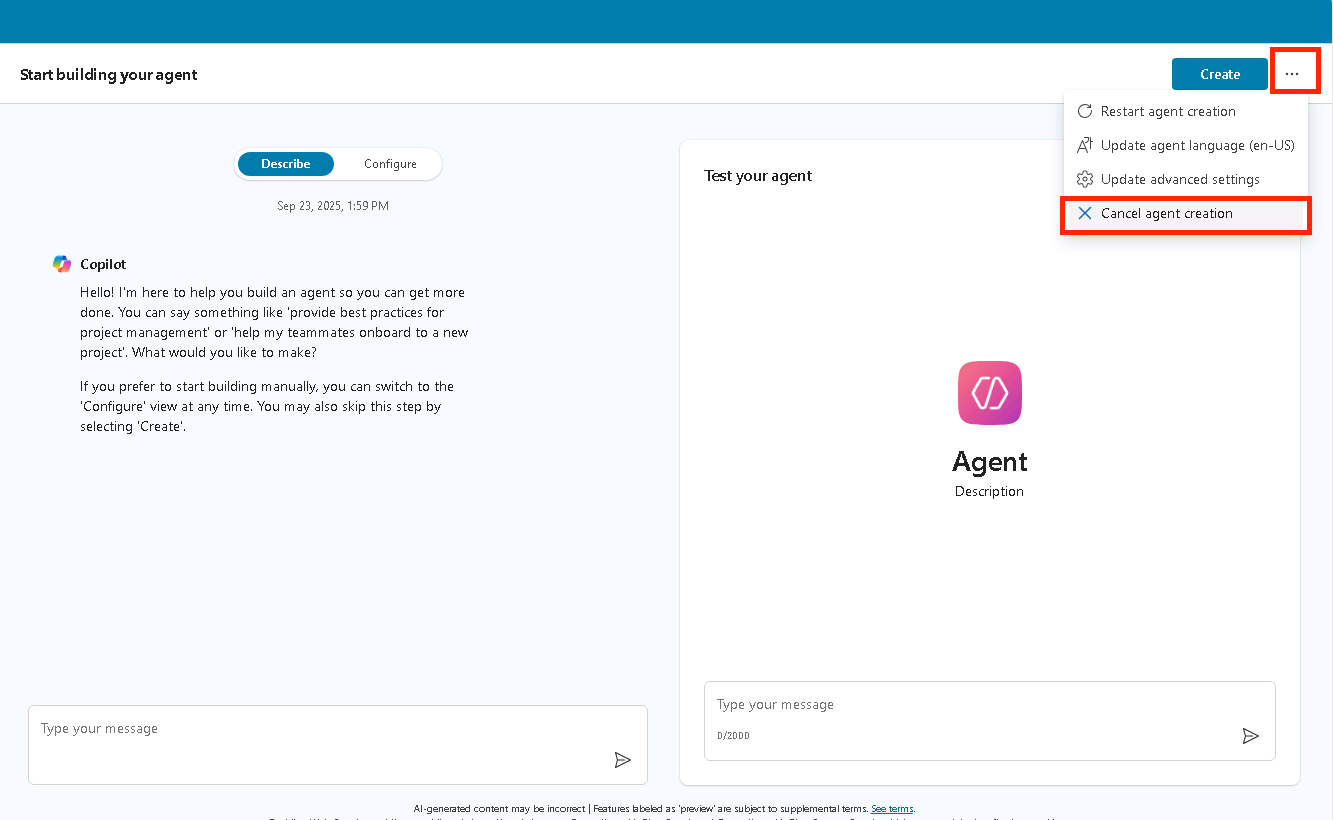 Start building your agent
Create
...
Restart agent creation
Update agent language (en-US)
Update advanced settings
Cancel agent creation
Describe
Configure
Sep 23, 2025, 1:59 PM
Copilot
Hello! I'm here to help you build an agent so you can get more
done. You can say something like 'provide best practices for
project management' or 'help my teammates onboard to a new
project'. What would you like to make?
If you prefer to start building manually, you can switch to the
'Configure' view at any time. You may also skip this step by
selecting 'Create'.
Type your message
Test your agent
Agent
Description
Type your message
0/2000
AI-generated content may be incorrect | Features labeled as 'preview' are subject to supplemental terms. See terms.